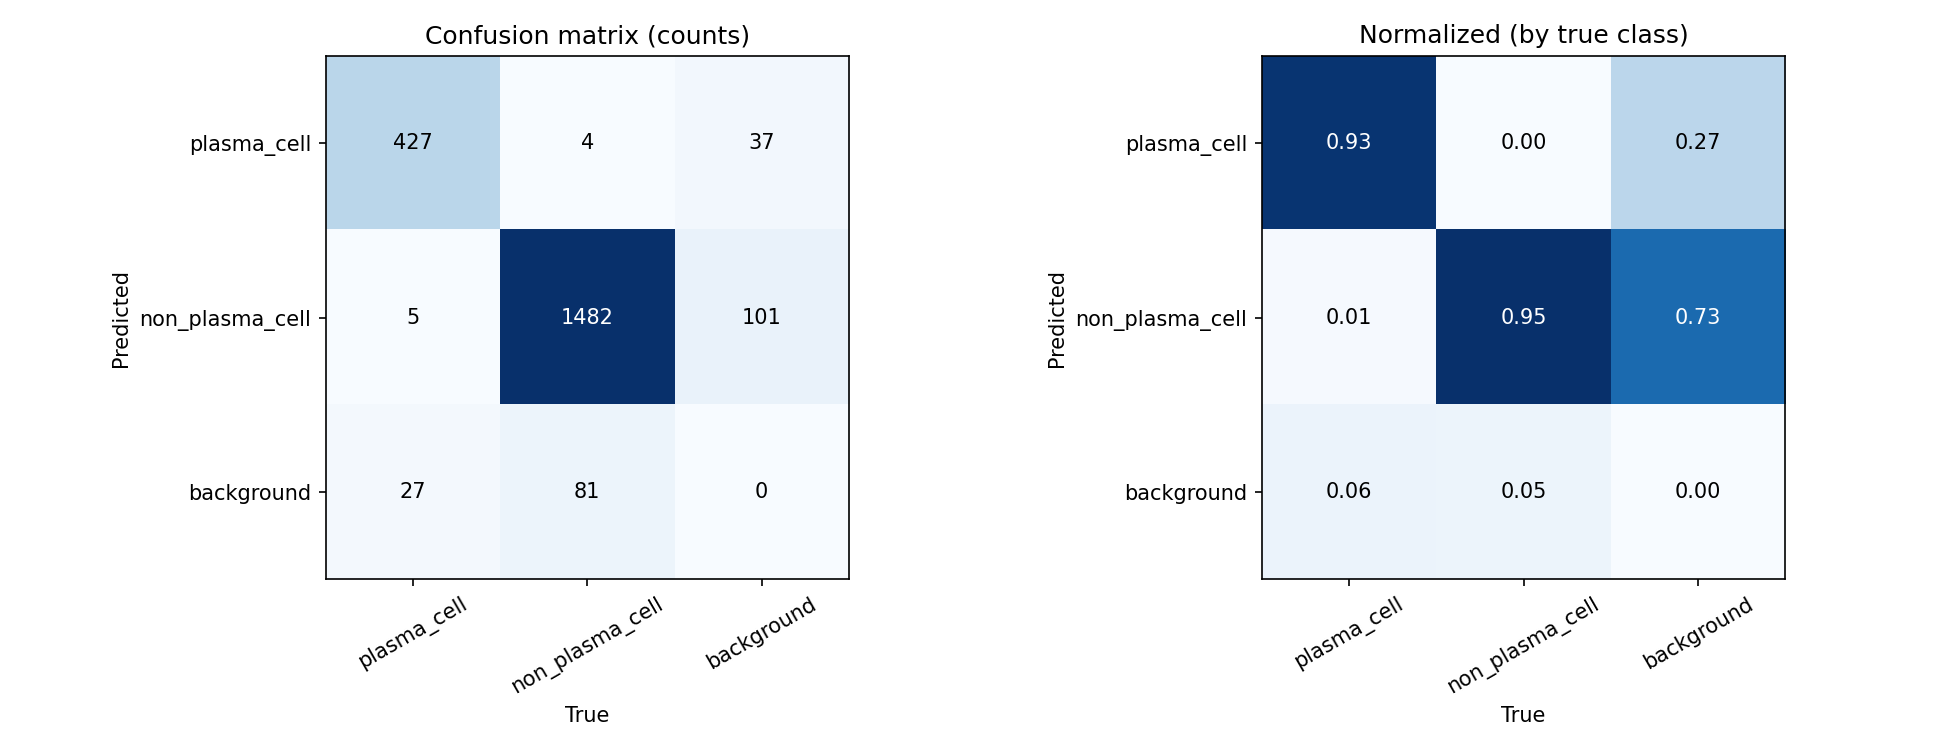 Confusion matrix (counts)
Predicted
plasma_cell 427 4 37
non_plasma_cell 5 1482 101
background 27 81 0
plasma_cell non_plasma_cell background
True
Normalized (by true class)
Predicted
plasma_cell 0.93 0.00 0.27
non_plasma_cell 0.01 0.95 0.73
background 0.06 0.05 0.00
plasma_cell non_plasma_cell background
True